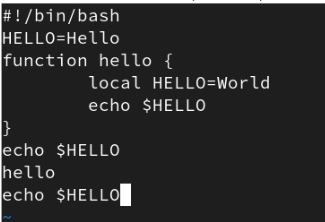 #!/bin/bash
HELLO=Hello
function hello {
        local HELLO=World
        echo $HELLO
}
echo $HELLO
hello
echo $HELLO
~